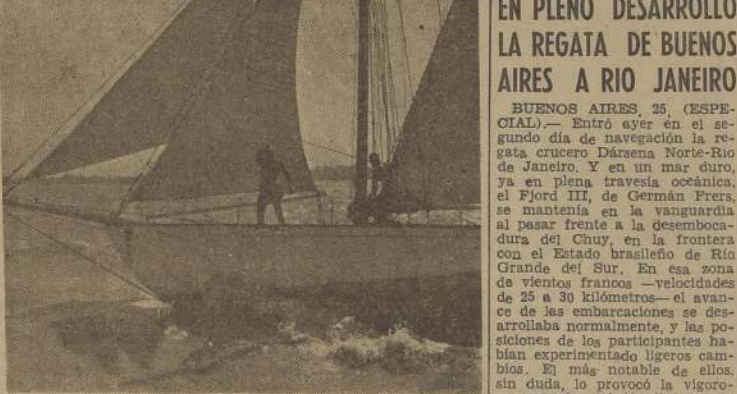 EN PLENO DESARROLLO
LA REGATA DE BUENOS
AIRES A RIO JANEIRO
BUENOS AIRES, 25, (ESPE-
CIAL).— Entró ayer en el se-
gundo día de navegación la re-
gata crucero Dársena Norte-Rio
de Janeiro. Y en un mar duro,
ya en plena travesía oceánica,
el Fjord III, de Germán Frers,
se mantenía en la vanguardia
al pasar frente a la desemboca-
dura del Chuy, en la frontera
con el Estado brasileño de Río
Grande del Sur. En esa zona
de vientos francos —velocidades
de 25 a 30 kilómetros— el avan-
ce de las embarcaciones se des-
arrollaba normalmente, y las po-
siciones de los participantes ha-
bían experimentado ligeros cam-
bios. El más notable de ellos,
sin duda, lo provocó la vigoro-